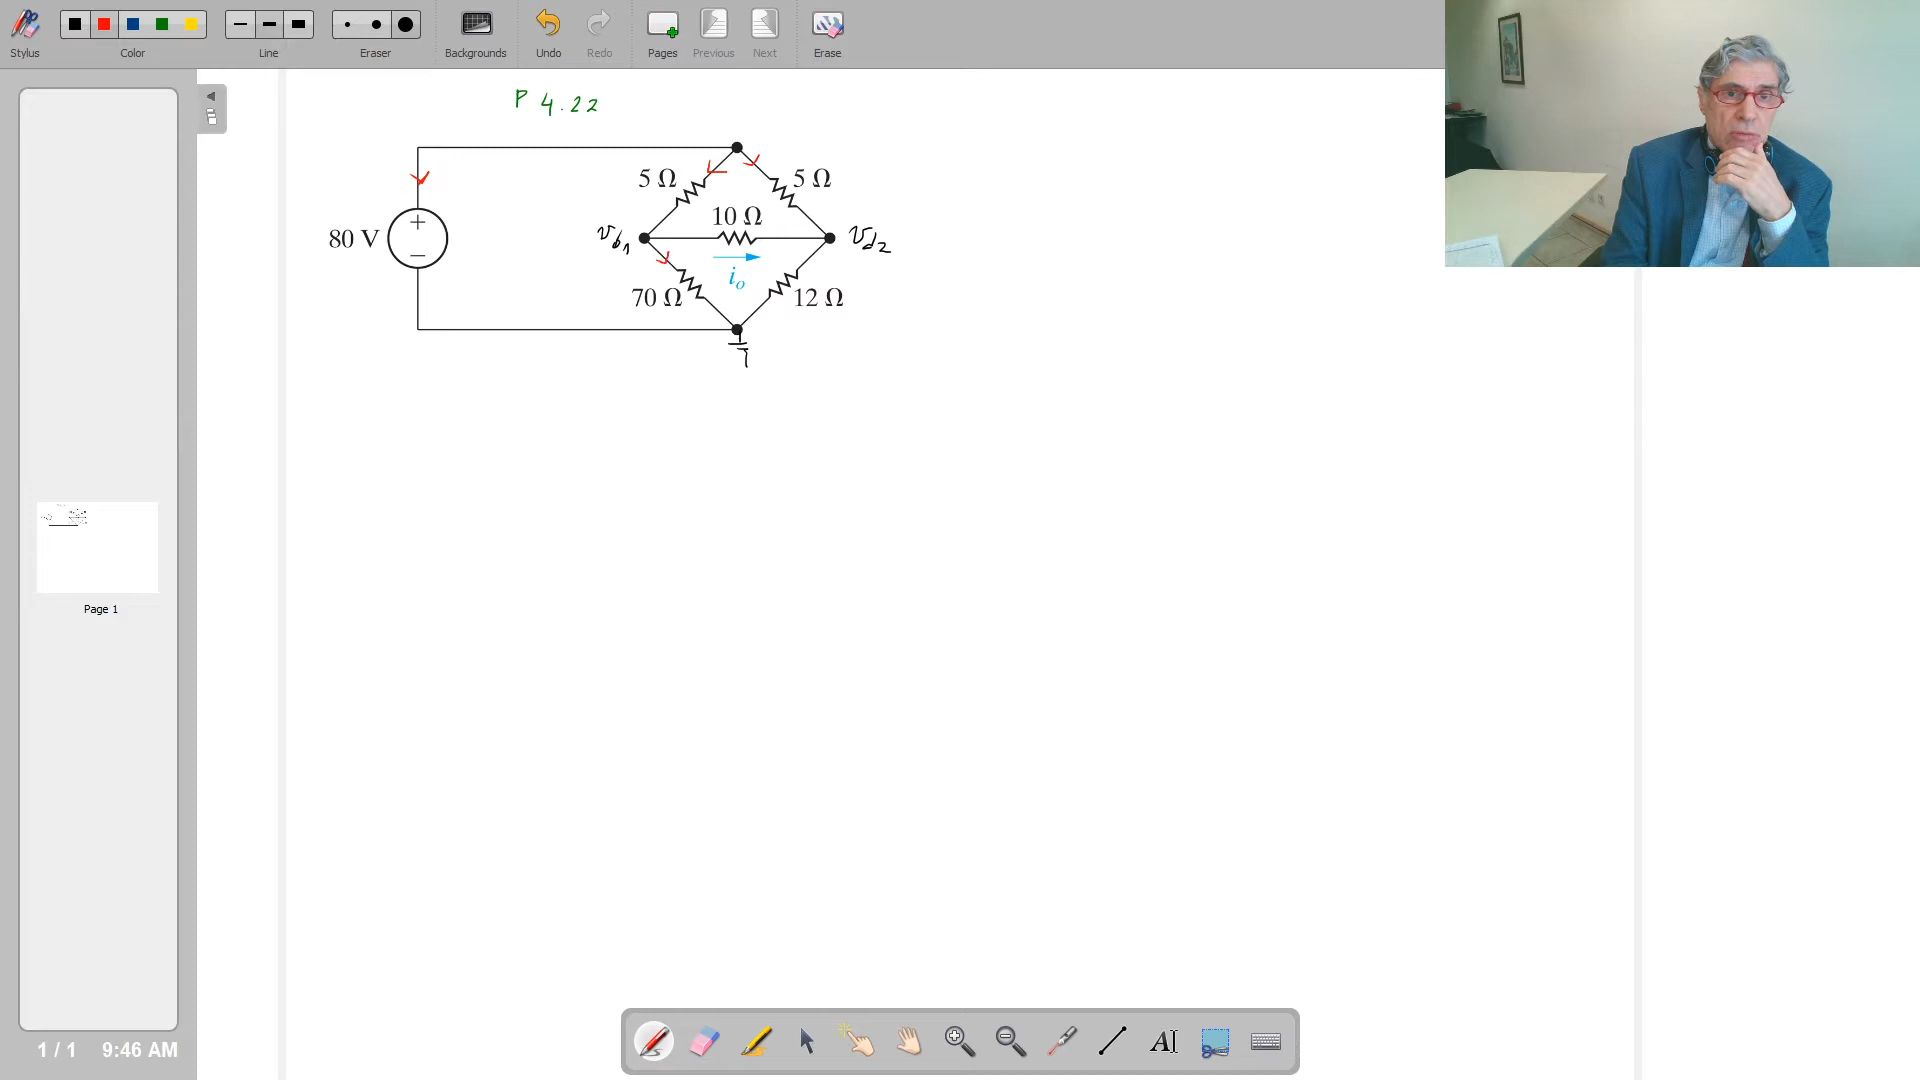 Stylus Color Line Eraser Backgrounds Undo Redo Pages Previous Next Erase
P 4.22
5 Ω 5 Ω
10 Ω
80 V
+
−
v_b1 v_d2
i_o
70 Ω 12 Ω
Page 1
1 / 1 9:46 AM
A